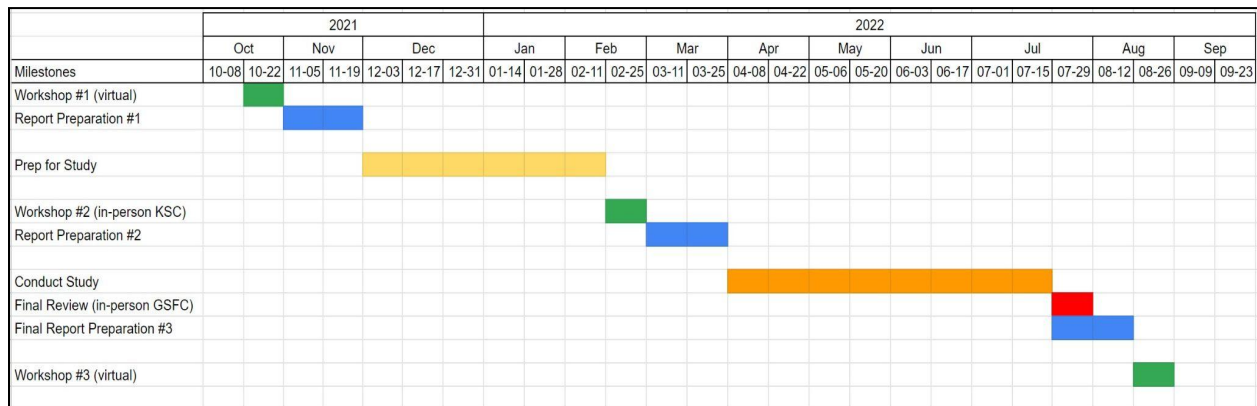 2021 2022
Oct Nov Dec Jan Feb Mar Apr May Jun Jul Aug Sep
Milestones 10-08 10-22 11-05 11-19 12-03 12-17 12-31 01-14 01-28 02-11 02-25 03-11 03-25 04-08 04-22 05-06 05-20 06-03 06-17 07-01 07-15 07-29 08-12 08-26 09-09 09-23
Workshop #1 (virtual)
Report Preparation #1
Prep for Study
Workshop #2 (in-person KSC)
Report Preparation #2
Conduct Study
Final Review (in-person GSFC)
Final Report Preparation #3
Workshop #3 (virtual)